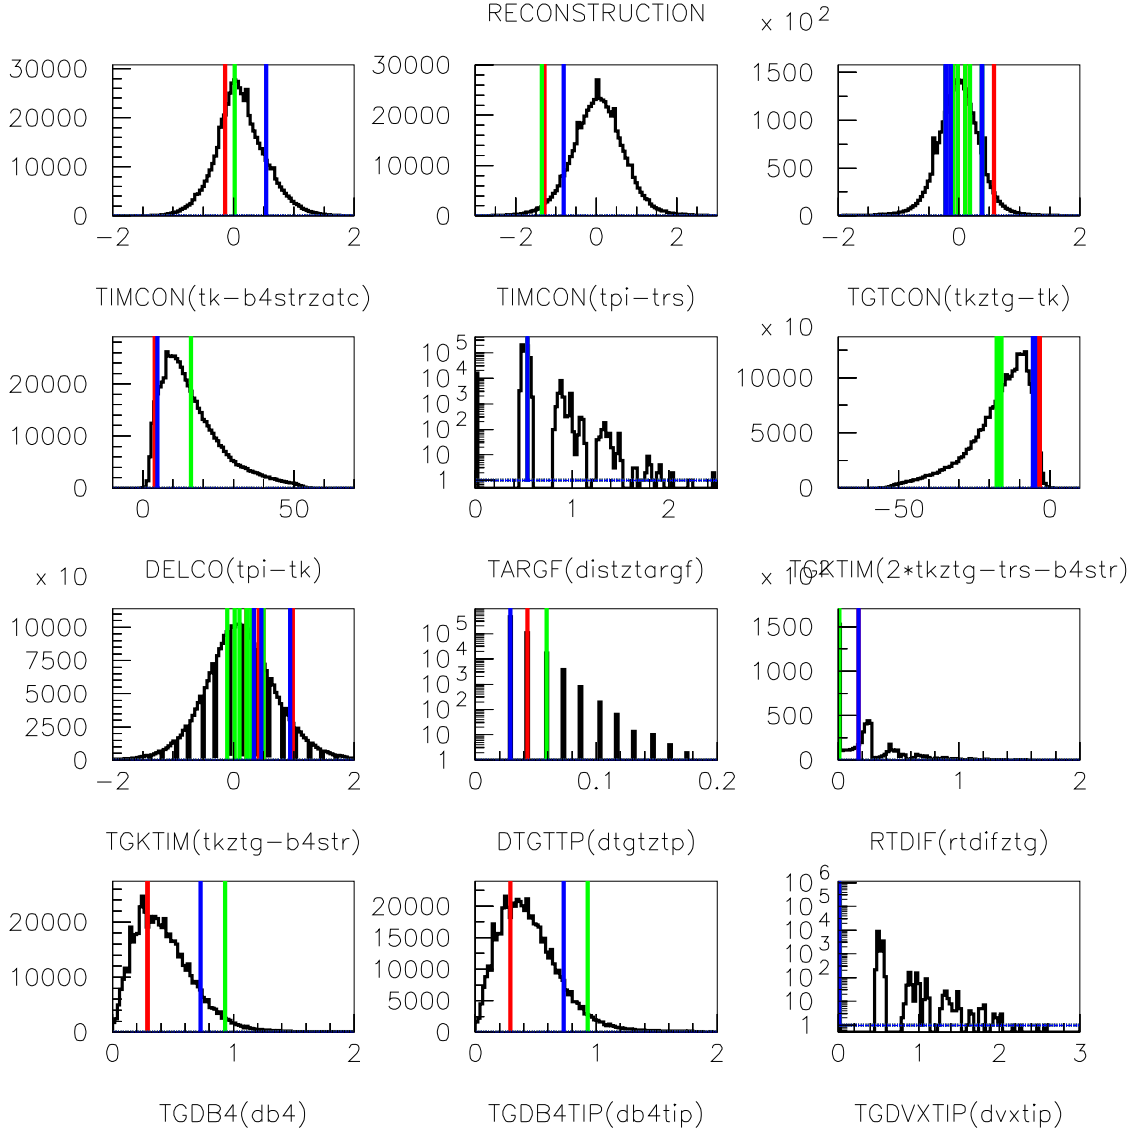 RECONSTRUCTION
x 10^2
30000
20000
10000
0
-2 0 2
TIMCON(tk-b4strzatc)
30000
20000
10000
0
-2 0 2
TIMCON(tpi-trs)
1500
1000
500
0
-2 0 2
TGTCON(tkztg-tk)
20000
10000
0
0 50
DELCO(tpi-tk)
10^5
10^4
10^3
10^2
10
1
0 1 2
TARGF(distztargf)
x 10
10000
5000
0
-50 0
TGKTIM(2*tkztg-trs-b4str)
x 10
10000
7500
5000
2500
0
-2 0 2
TGKTIM(tkztg-b4str)
10^5
10^4
10^3
10^2
10
1
0 0.1 0.2
DTGTTP(dtgtztp)
x 10^2
1500
1000
500
0
0 1 2
RTDIF(rtdifztg)
20000
10000
0
0 1 2
TGDB4(db4)
20000
15000
10000
5000
0
0 1 2
TGDB4TIP(db4tip)
10^6
10^5
10^4
10^3
10^2
10
1
0 1 2 3
TGDVXTIP(dvxtip)